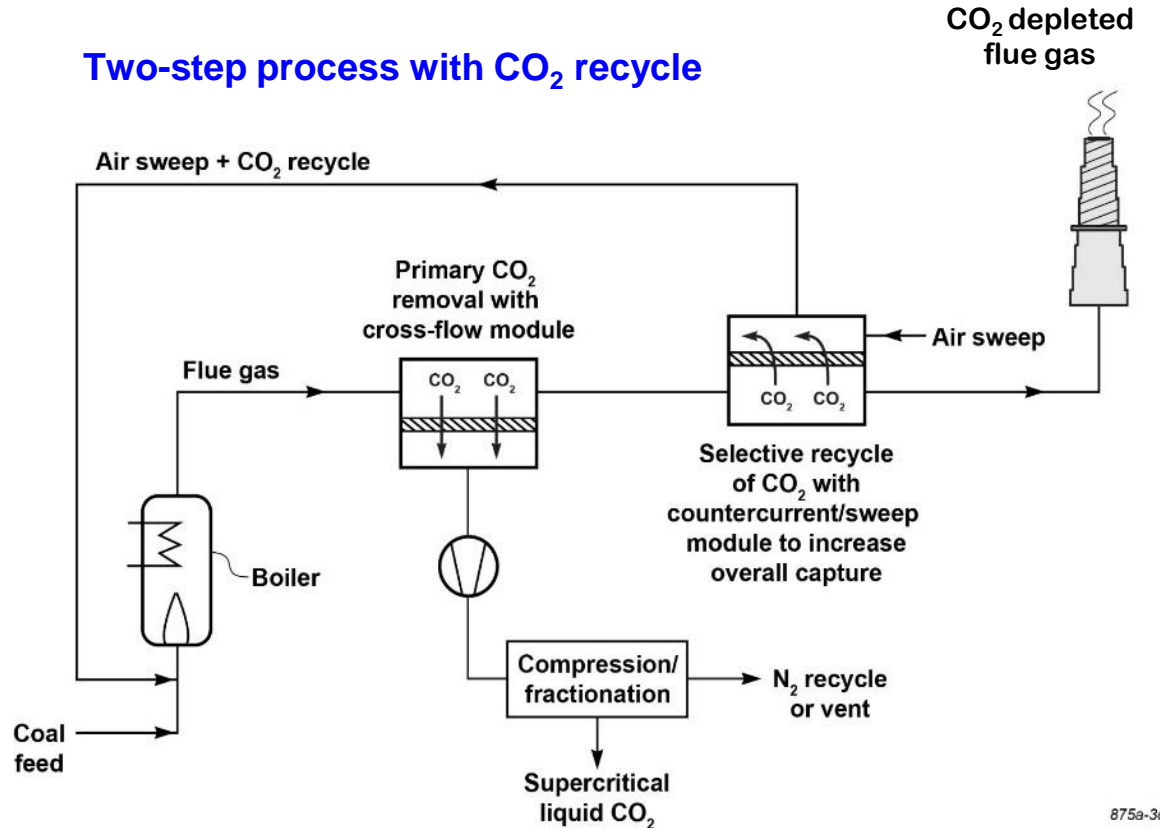 Two-step process with CO₂ recycle
CO₂ depleted
flue gas
Air sweep + CO₂ recycle
Primary CO₂
removal with
cross-flow module
Flue gas
CO₂ CO₂
Air sweep
CO₂ CO₂
Selective recycle
of CO₂ with
countercurrent/sweep
module to increase
overall capture
Boiler
Compression/
fractionation
N₂ recycle
or vent
Coal
feed
Supercritical
liquid CO₂